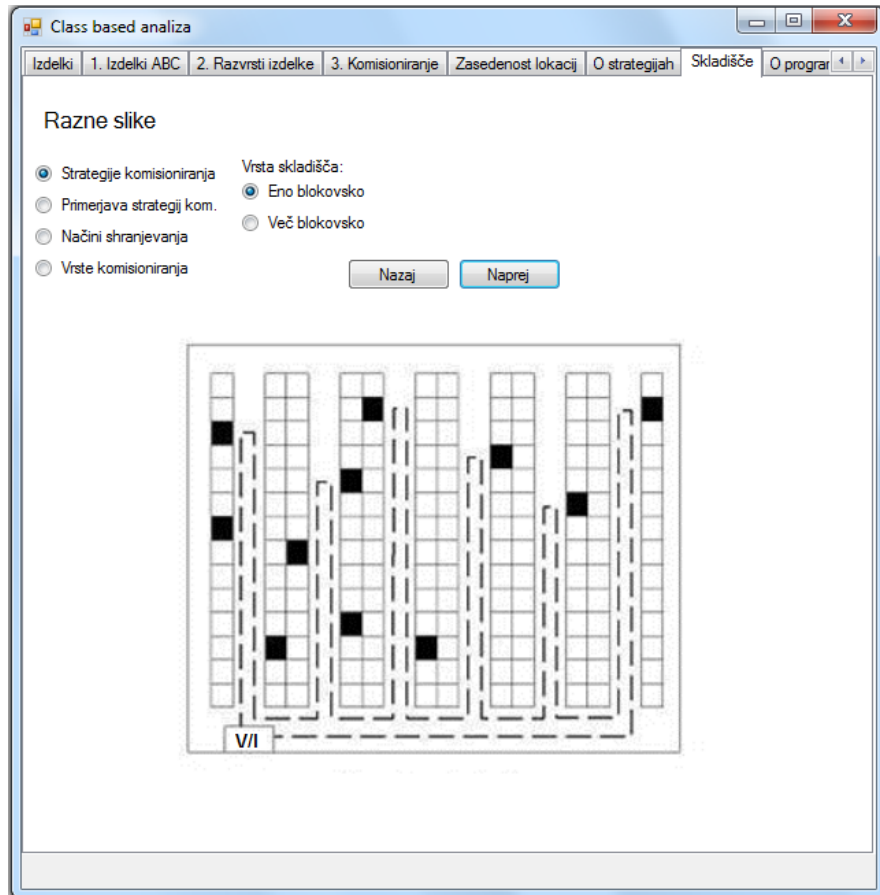 Class based analiza
Izdelki 1. Izdelki ABC 2. Razvrsti izdelke 3. Komisioniranje Zasedenost lokacij O strategijah Skladišče O prograr
Razne slike
Strategije komisioniranja
Primerjava strategij kom.
Načini shranjevanja
Vrste komisioniranja
Vrsta skladišča:
Eno blokovsko
Več blokovsko
Nazaj Naprej
V/I